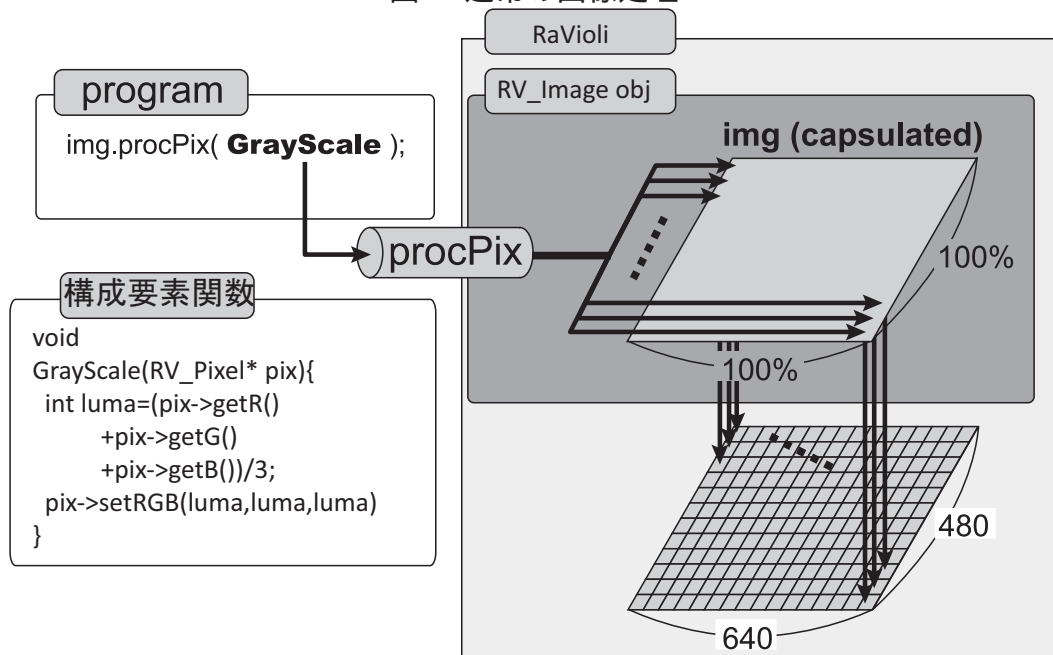 RaVioli
RV_Image obj
program
img.procPix( GrayScale );
img (capsulated)
procPix
100%
100%
構成要素関数
void
GrayScale(RV_Pixel* pix){
int luma=(pix->getR()
+pix->getG()
+pix->getB())/3;
pix->setRGB(luma,luma,luma)
}
480
640